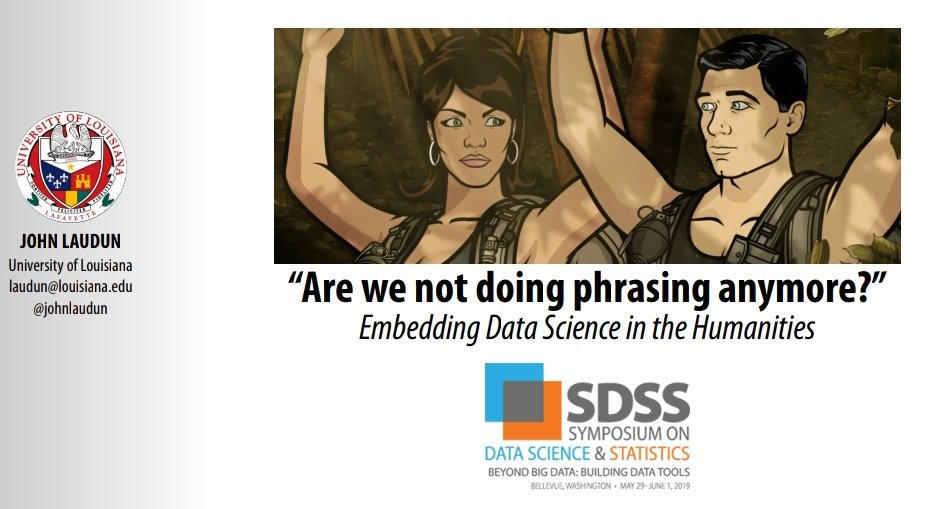 UNIVERSITY OF LOUISIANA
LAFAYETTE
JOHN LAUDUN
University of Louisiana
laudun@louisiana.edu
@johnlaudun
“Are we not doing phrasing anymore?”
Embedding Data Science in the Humanities
SDSS
SYMPOSIUM ON
DATA SCIENCE & STATISTICS
BEYOND BIG DATA: BUILDING DATA TOOLS
BELLEVUE, WASHINGTON • MAY 29–JUNE 1, 2019